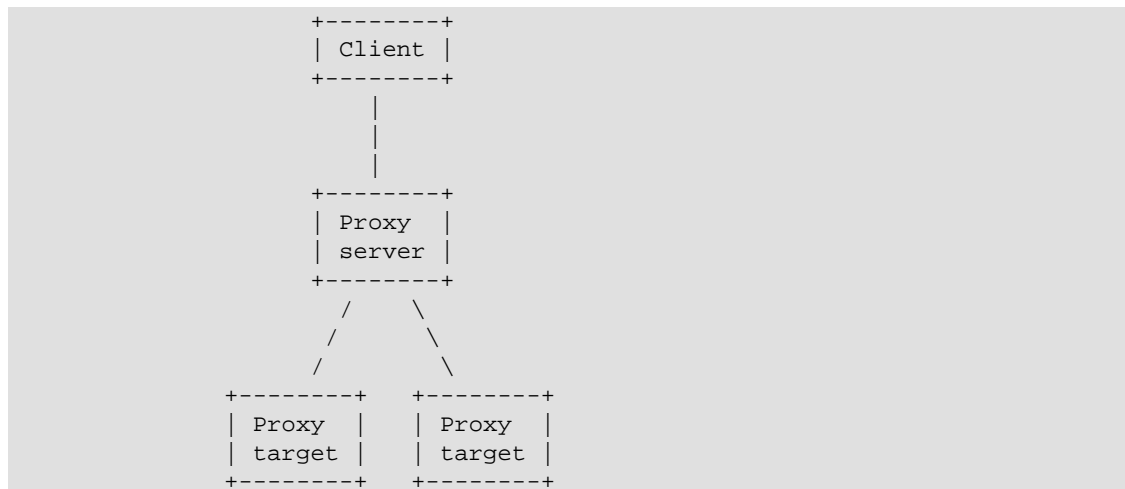 Client
Proxy
server
Proxy Proxy
target target